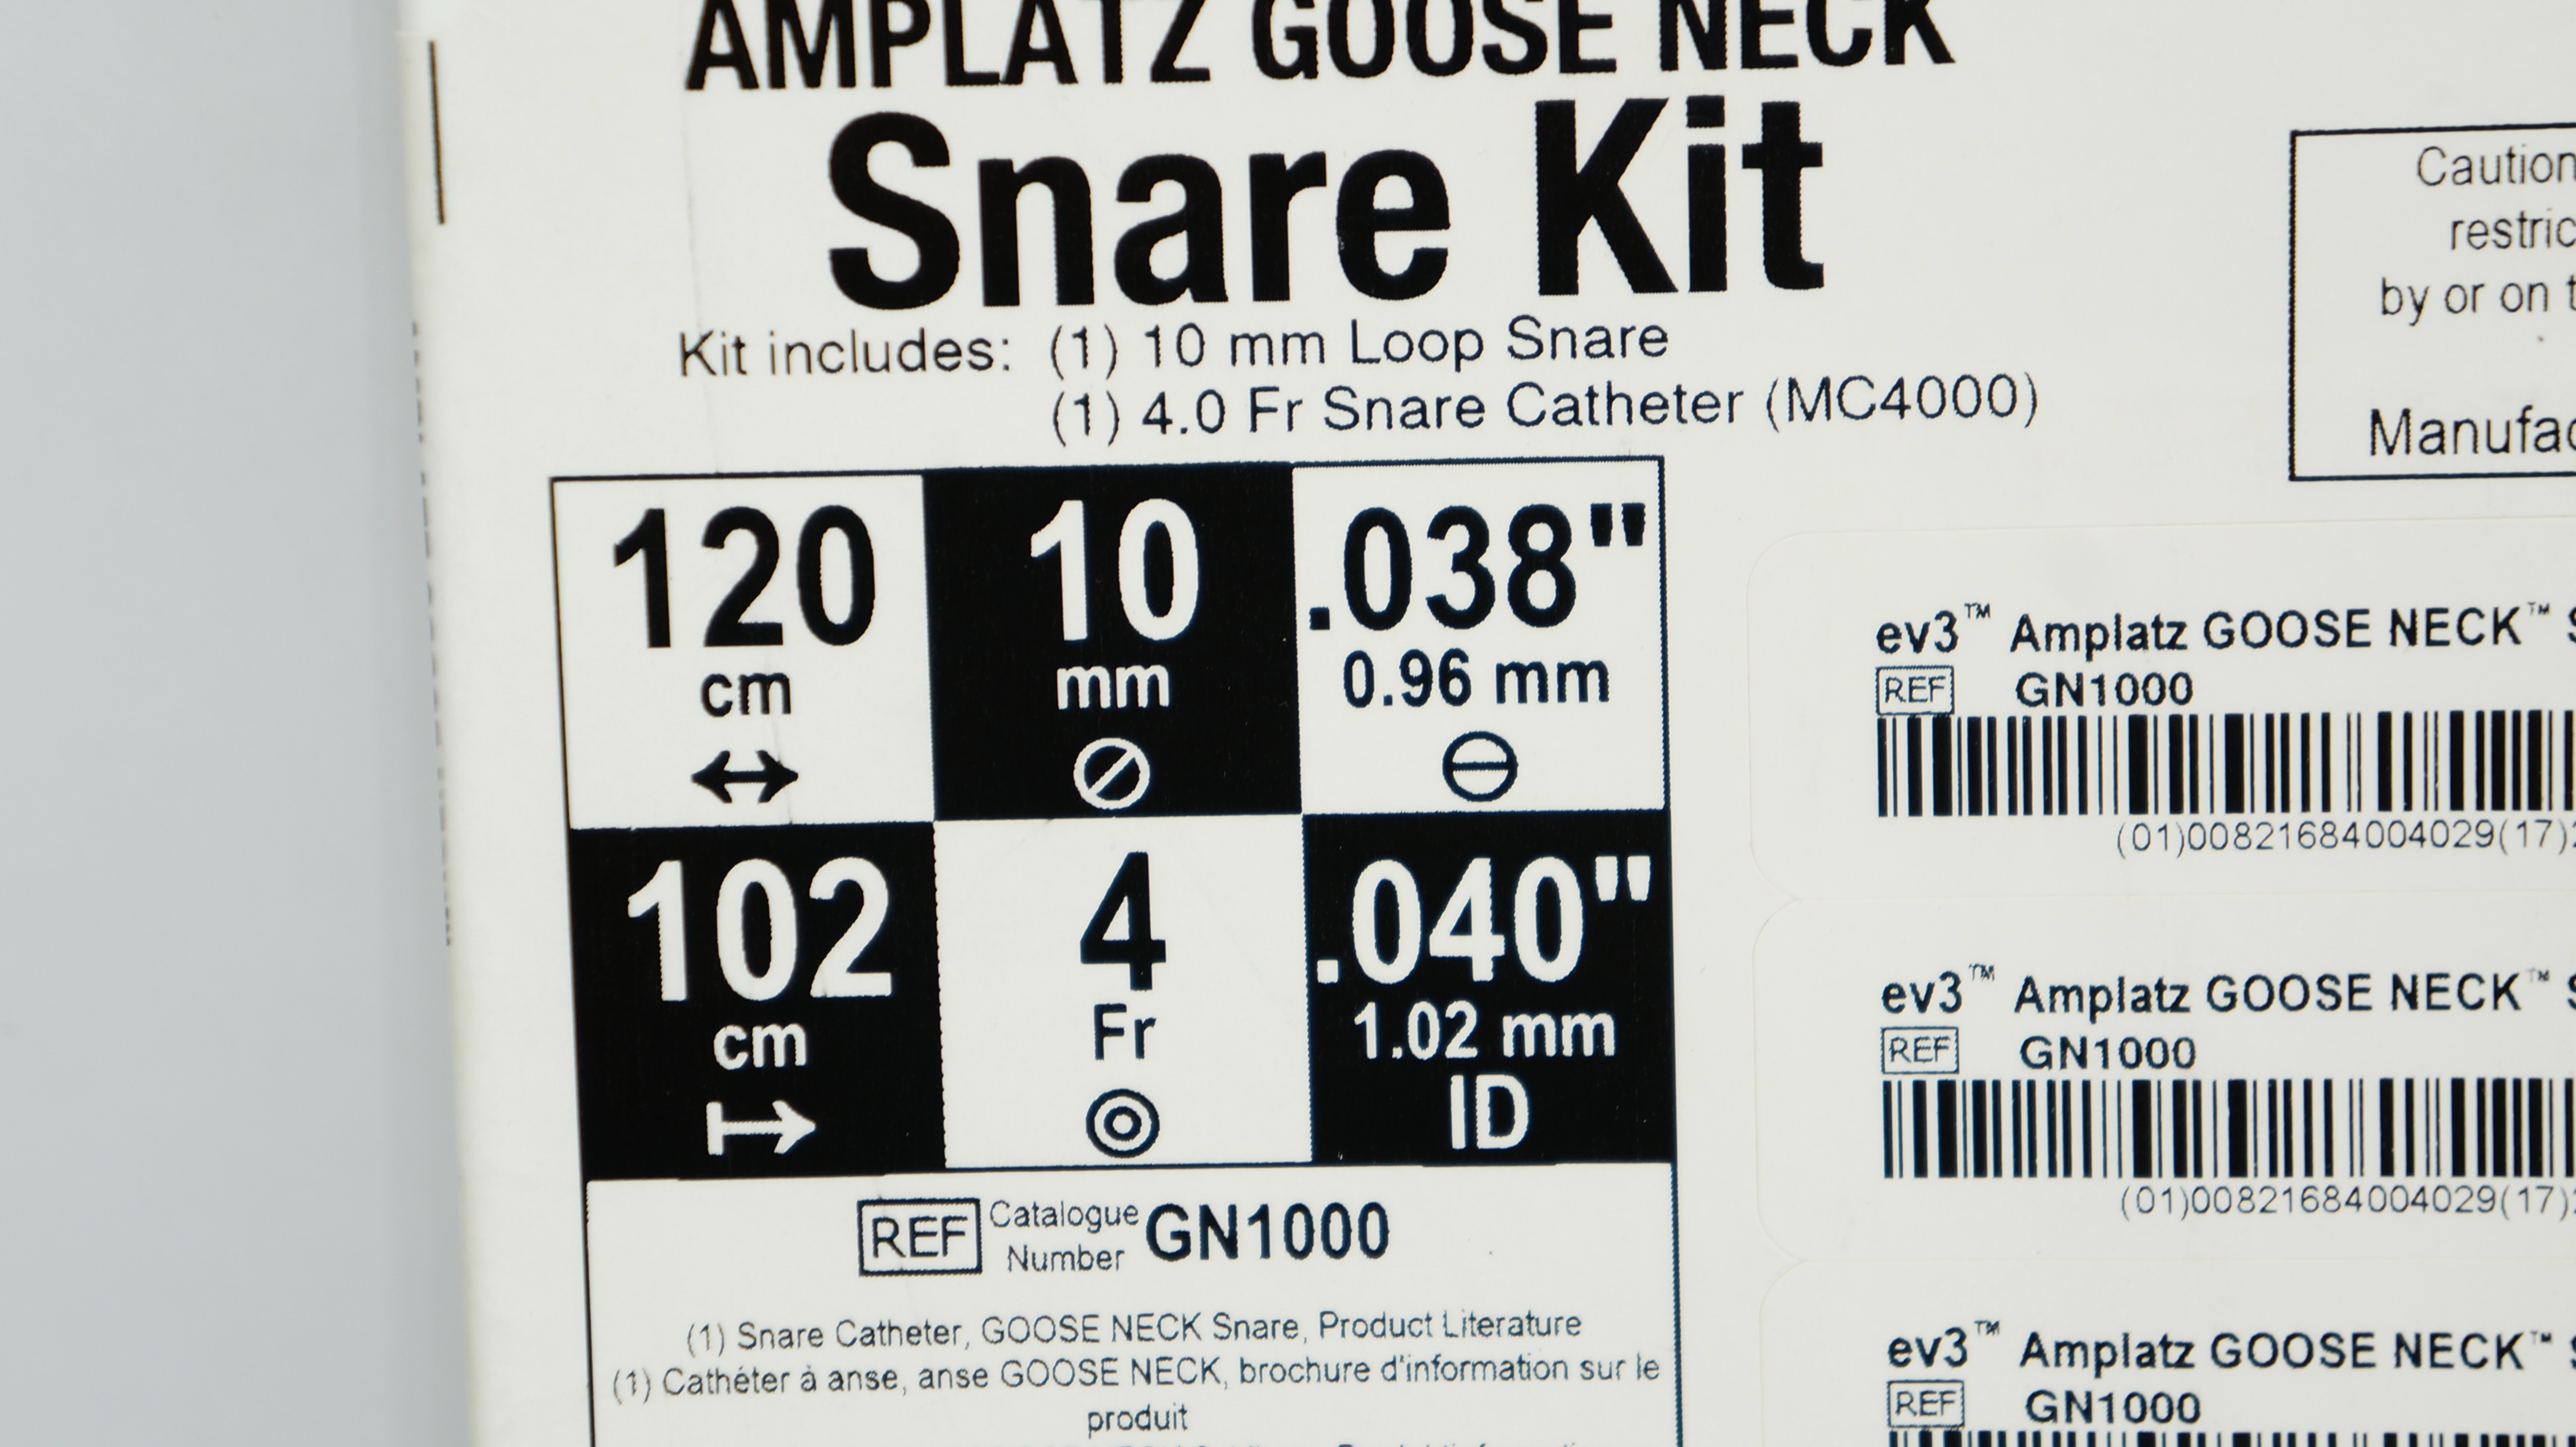 AMPLATZ GOOSE NECK
Snare Kit
Kit includes: (1) 10 mm Loop Snare
(1) 4.0 Fr Snare Catheter (MC4000)
120
cm
10
mm
.038"
0.96 mm
102
cm
4
Fr
.040"
1.02 mm
ID
REF Catalogue Number GN1000
(1) Snare Catheter, GOOSE NECK Snare, Product Literature
(1) Cathéter à anse, anse GOOSE NECK, brochure d'information sur le
produit
Caution
restric
by or on t
Manufac
ev3™ Amplatz GOOSE NECK™ S
REF GN1000
(01)00821684004029(17)
ev3™ Amplatz GOOSE NECK™ S
REF GN1000
(01)00821684004029(17)
ev3™ Amplatz GOOSE NECK™ S
REF GN1000